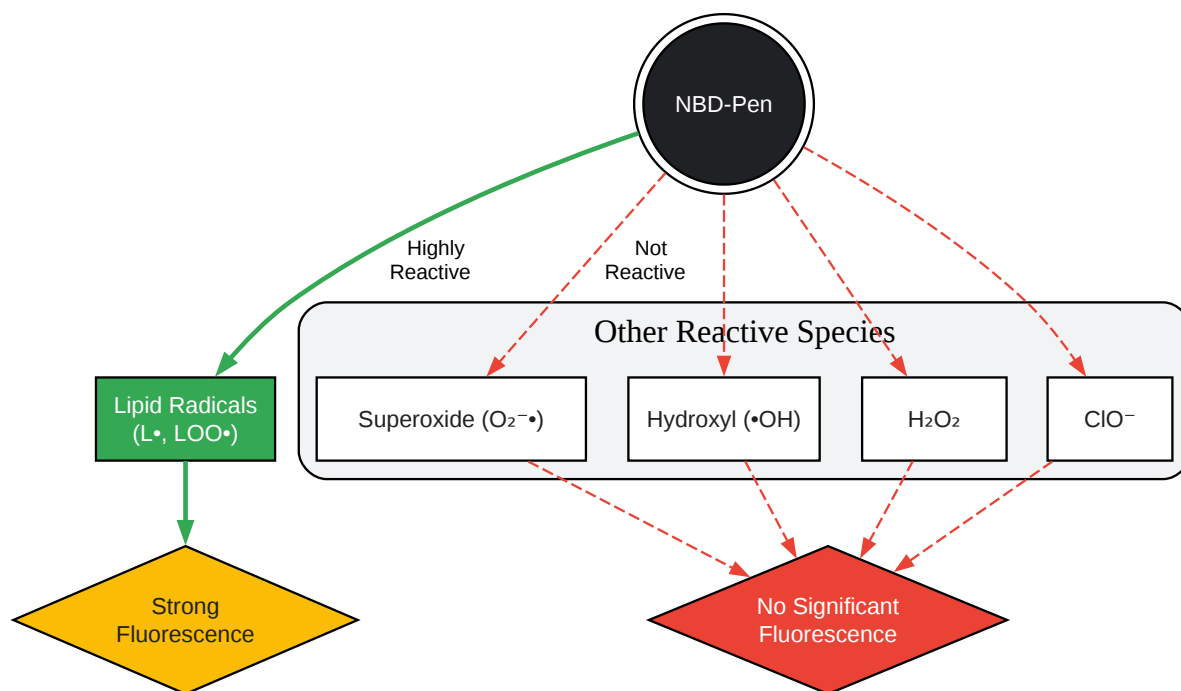 NBD-Pen
Highly
Reactive
Not
Reactive
Other Reactive Species
Lipid Radicals
(L•, LOO•)
Superoxide (O₂⁻•)
Hydroxyl (•OH)
H₂O₂
ClO⁻
Strong
Fluorescence
No Significant
Fluorescence